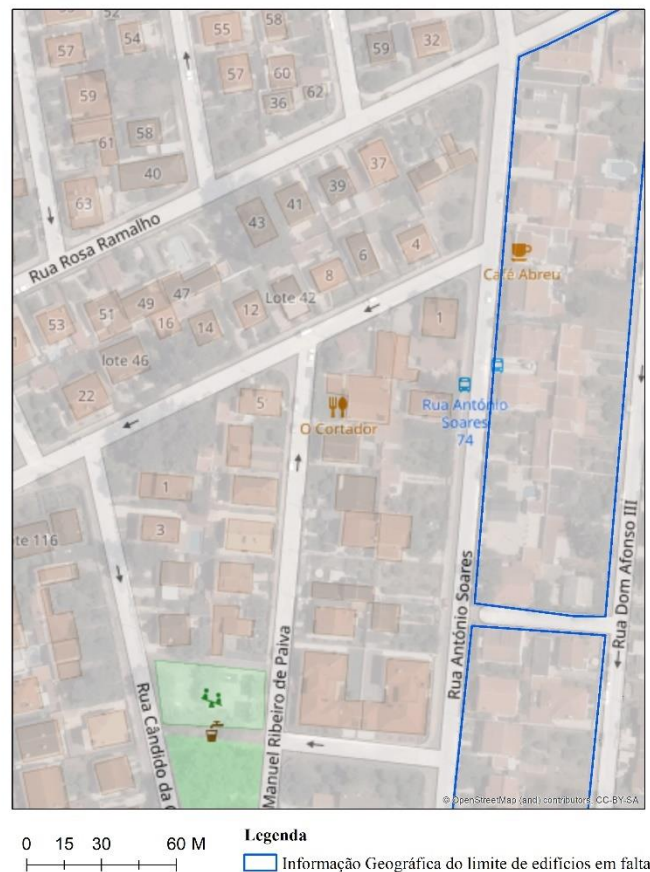 52
58
57
54
55
59
32
57
60
59
36
62
58
61
40
37
39
63
41
43
4
Rua Rosa Ramalho
6
Café Abreu
8
47
Lote 42
49
51
12
1
53
16
14
lote 46
22
5
O Cortador
Rua António
Soares
74
1
3
te 116
Rua António Soares
Rua Dom Afonso III
Manuel Ribeiro de Paiva
Rua Cândido da
© OpenStreetMap (and) contributors, CC-BY-SA
0 15 30 60 M
Legenda
Informação Geográfica do limite de edifícios em falta